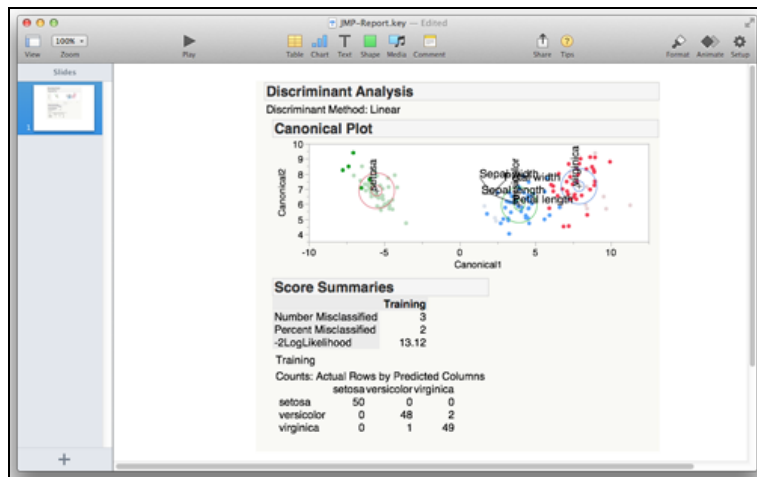 JMP-Report.key — Edited
100%
View Zoom Play Table Chart Text Shape Media Comment Share Tips Format Animate Setup
Slides
1
Discriminant Analysis
Discriminant Method: Linear
Canonical Plot
10
9
8
7
6
5
4
Canonical2
setosa
virginica
Sepal width
Sepal length
Petal length
-10 -5 0 5 10
Canonical1
Score Summaries
Training
Number Misclassified 3
Percent Misclassified 2
-2LogLikelihood 13.12
Training
Counts: Actual Rows by Predicted Columns
setosa versicolor virginica
setosa 50 0 0
versicolor 0 48 2
virginica 0 1 49